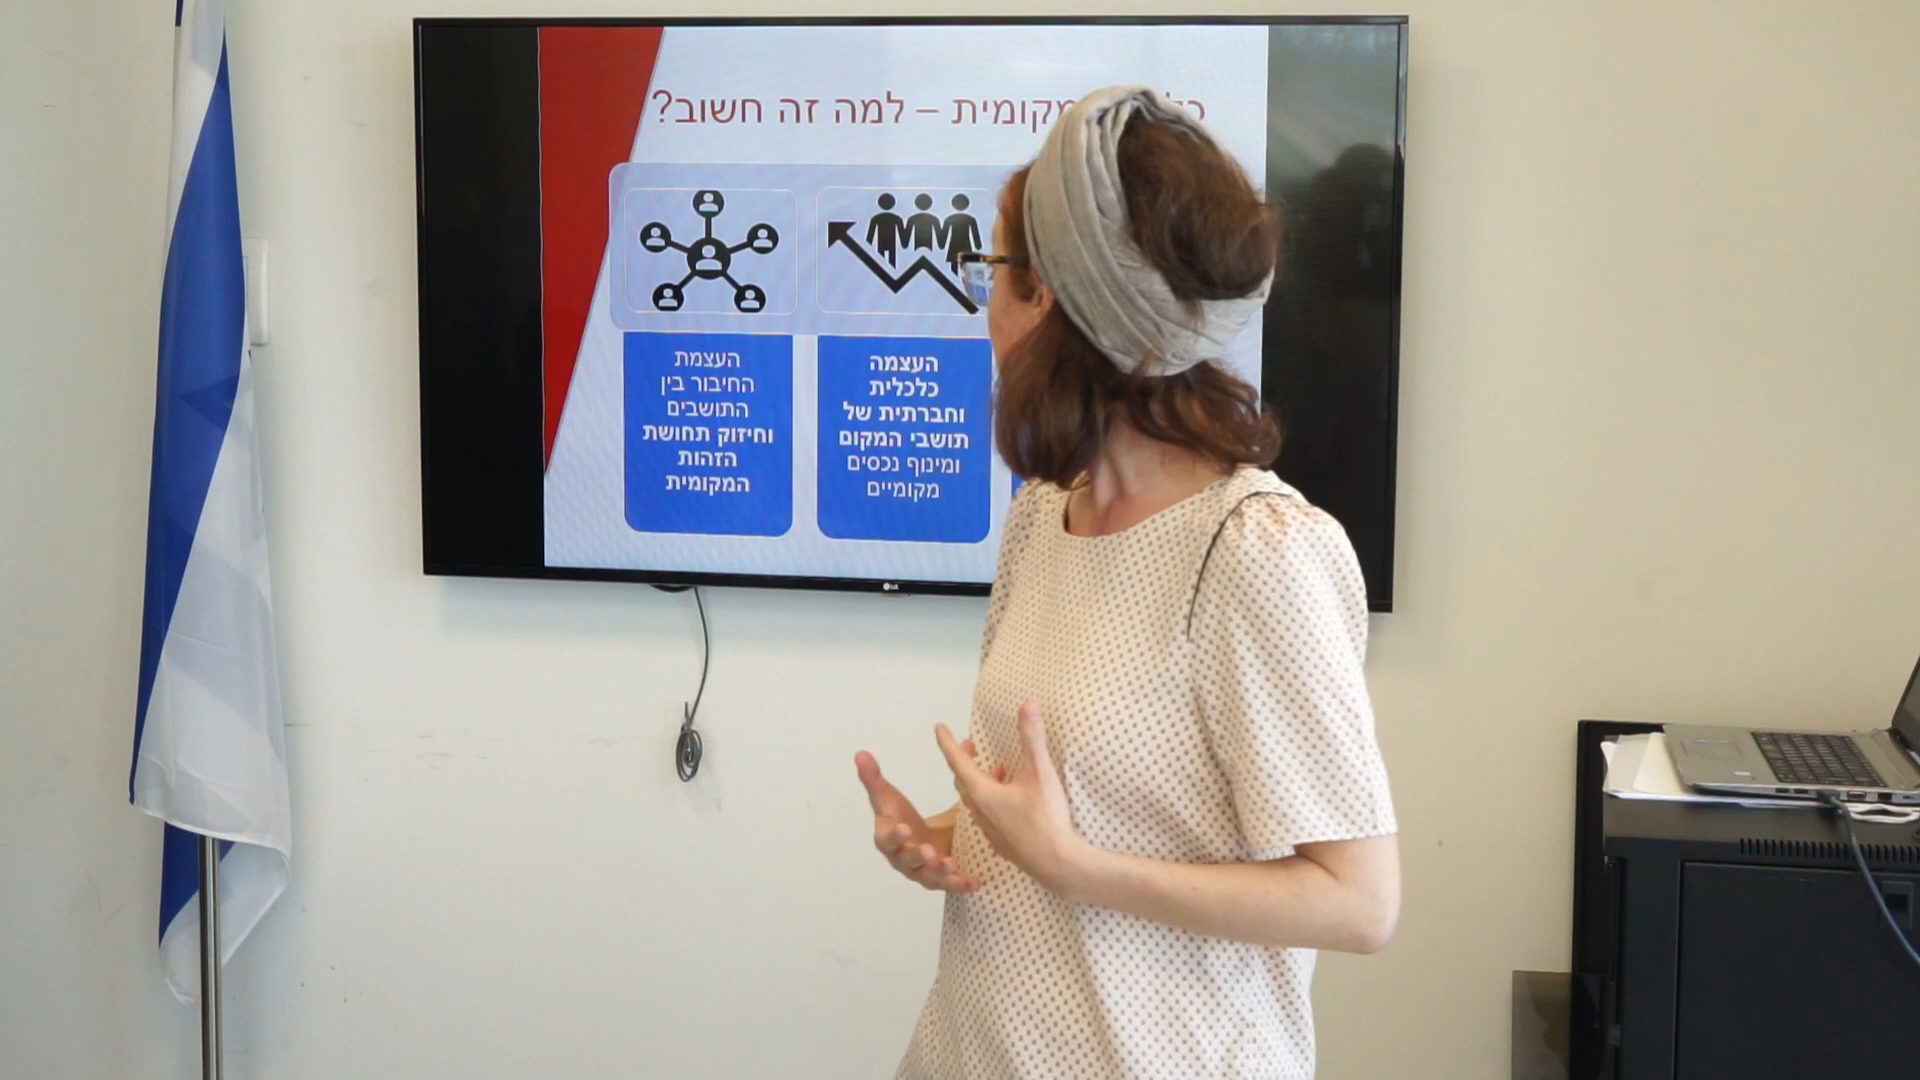 מקומית – למה זה חשוב?
העצמה
כלכלית
וחברתית של
תושבי המקום
ומינוף נכסים
מקומיים
העצמת
החיבור בין
התושבים
וחיזוק תחושת
הזהות
המקומית
LG